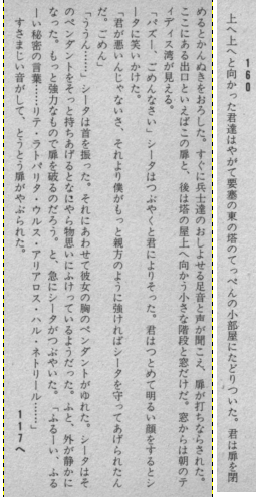 160
上へ上へと向かった君達はやがて要塞の東の塔のてっぺんの小部屋にたどりついた。君は扉を閉
めるとかんぬきをおろした。すぐに兵士達のおしよせる足音と声が聞こえ、扉が打ちならされた。
ここにある出口といえばこの扉と、後は塔の屋上へ向かう小さな階段と窓だけだ。窓からは朝のテ
ィディス湾が見える。
「パズー、ごめんなさい」シータはつぶやくと君によりそった。君はつとめて明るい顔をするとシ
ータに笑いかけた。
「君が悪いんじゃないさ、それより僕がもっと親方のように強ければシータを守ってあげられたん
だ。ごめん」
「ううん……」シータは首を振った。それにあわせて彼女の胸のペンダントがゆれた。シータはそ
のペンダントをそっと持ちあげるとなにやら物思いにふけっているようだった。ふと、外が静かに
なった。もっと強力なもので扉を破るのだろう。と、急にシータがつぶやいた。「ふるーい、ふる
ーい秘密の言葉……リテ・ラトバリタ・ウルス・アリアロス・バル・ネトリール……」
すさまじい音がして、とうとう扉がやぶられた。
117へ